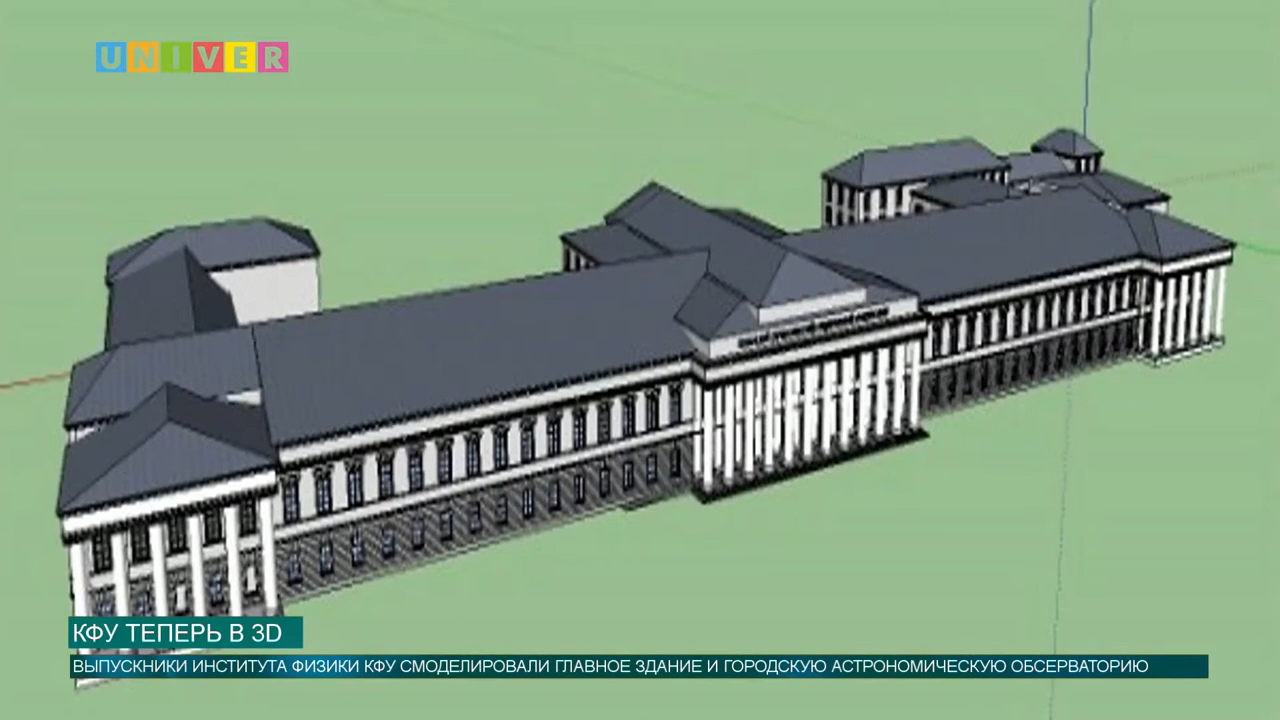 UNIVER
КФУ ТЕПЕРЬ В 3D
ВЫПУСКНИКИ ИНСТИТУТА ФИЗИКИ КФУ СМОДЕЛИРОВАЛИ ГЛАВНОЕ ЗДАНИЕ И ГОРОДСКУЮ АСТРОНОМИЧЕСКУЮ ОБСЕРВАТОРИЮ